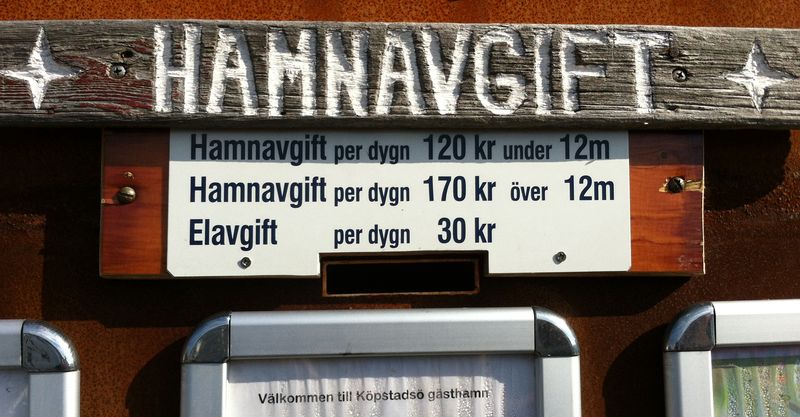 HAMNAVGIFT
Hamnavgift per dygn 120 kr under 12m
Hamnavgift per dygn 170 kr över 12m
Elavgift per dygn 30 kr
Välkommen till Köpstadsö gästhamn